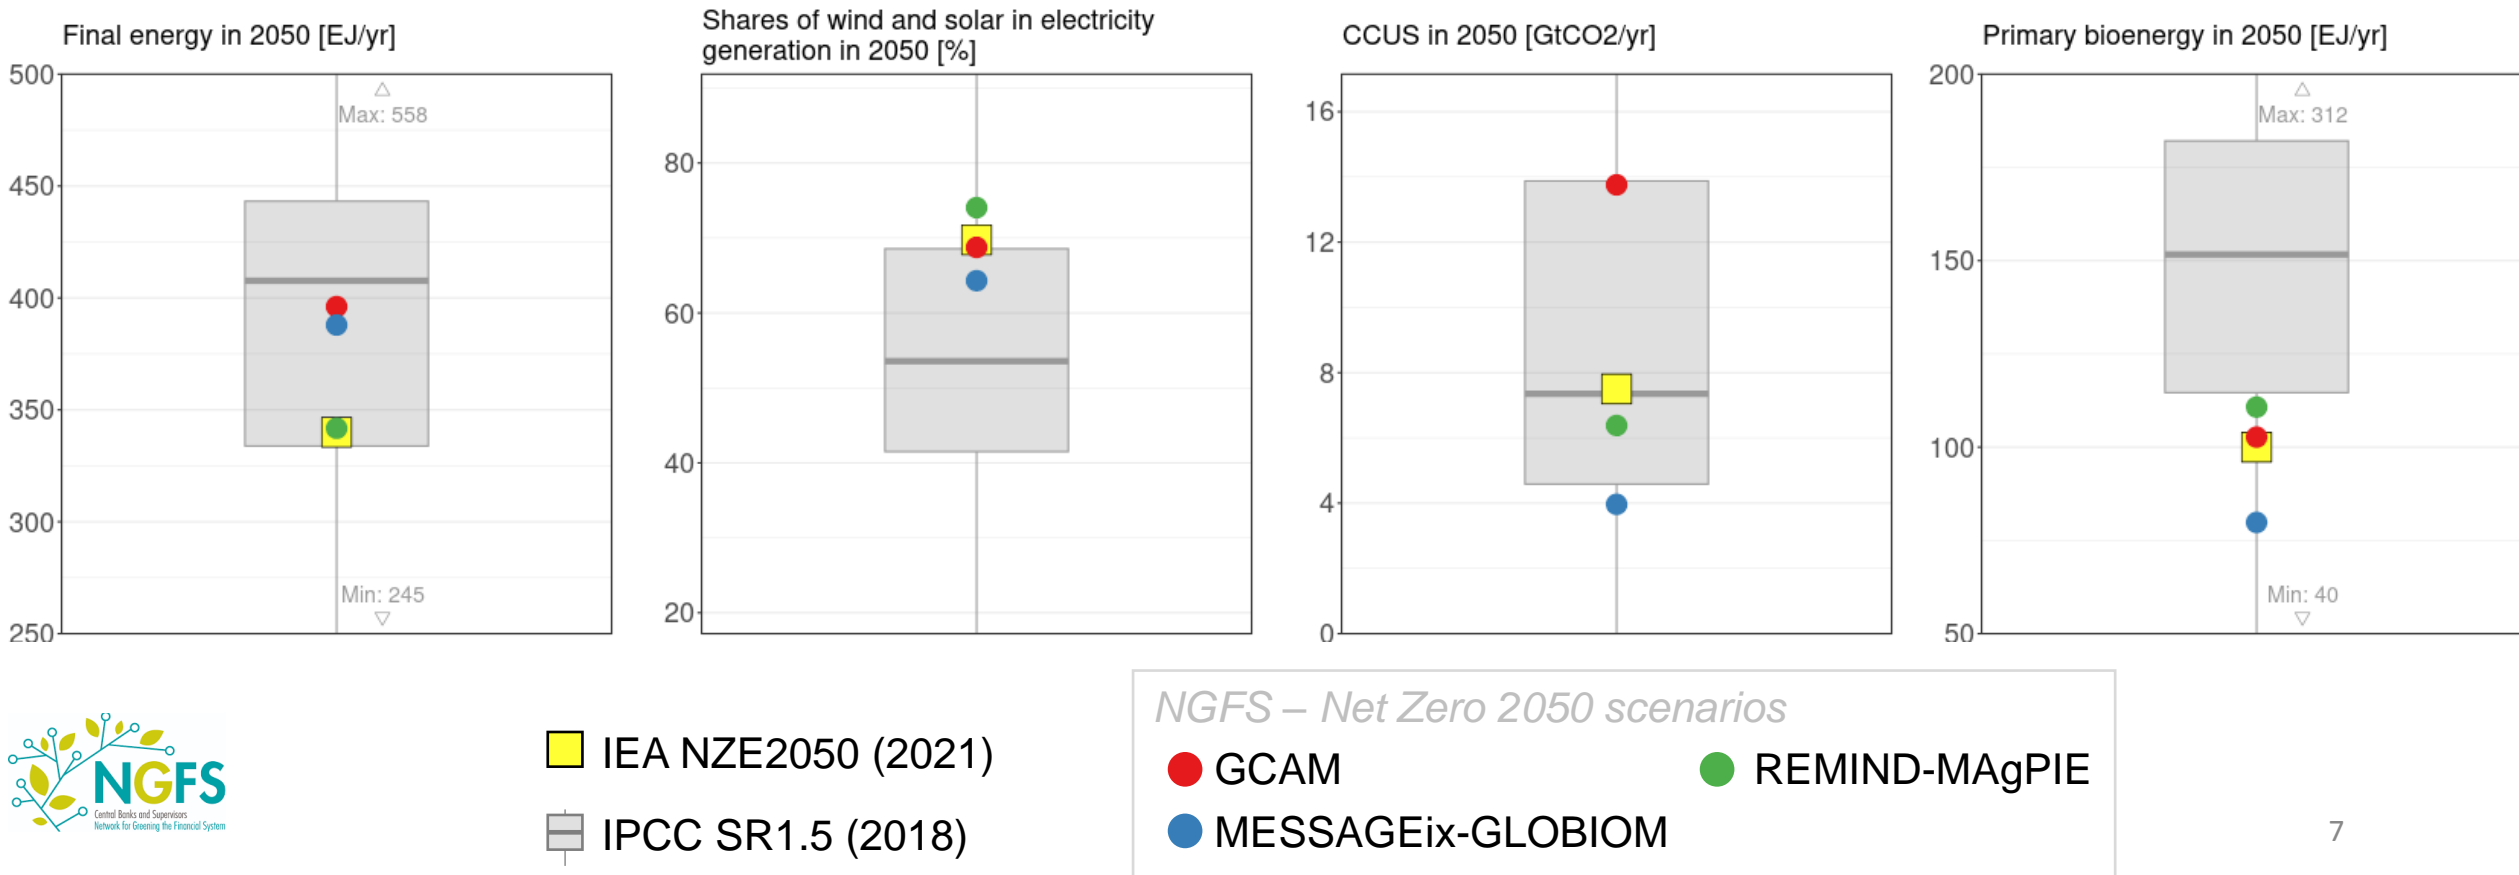 Final energy in 2050 [EJ/yr]
500
450
400
350
300
250
Max: 558
Min: 245
Shares of wind and solar in electricity
generation in 2050 [%]
80
60
40
20
CCUS in 2050 [GtCO2/yr]
16
12
8
4
0
Primary bioenergy in 2050 [EJ/yr]
200
150
100
50
Max: 312
Min: 40
NGFS
Central Banks and Supervisors
Network for Greening the Financial System
IEA NZE2050 (2021)
IPCC SR1.5 (2018)
NGFS – Net Zero 2050 scenarios
GCAM
REMIND-MAgPIE
MESSAGEix-GLOBIOM
7